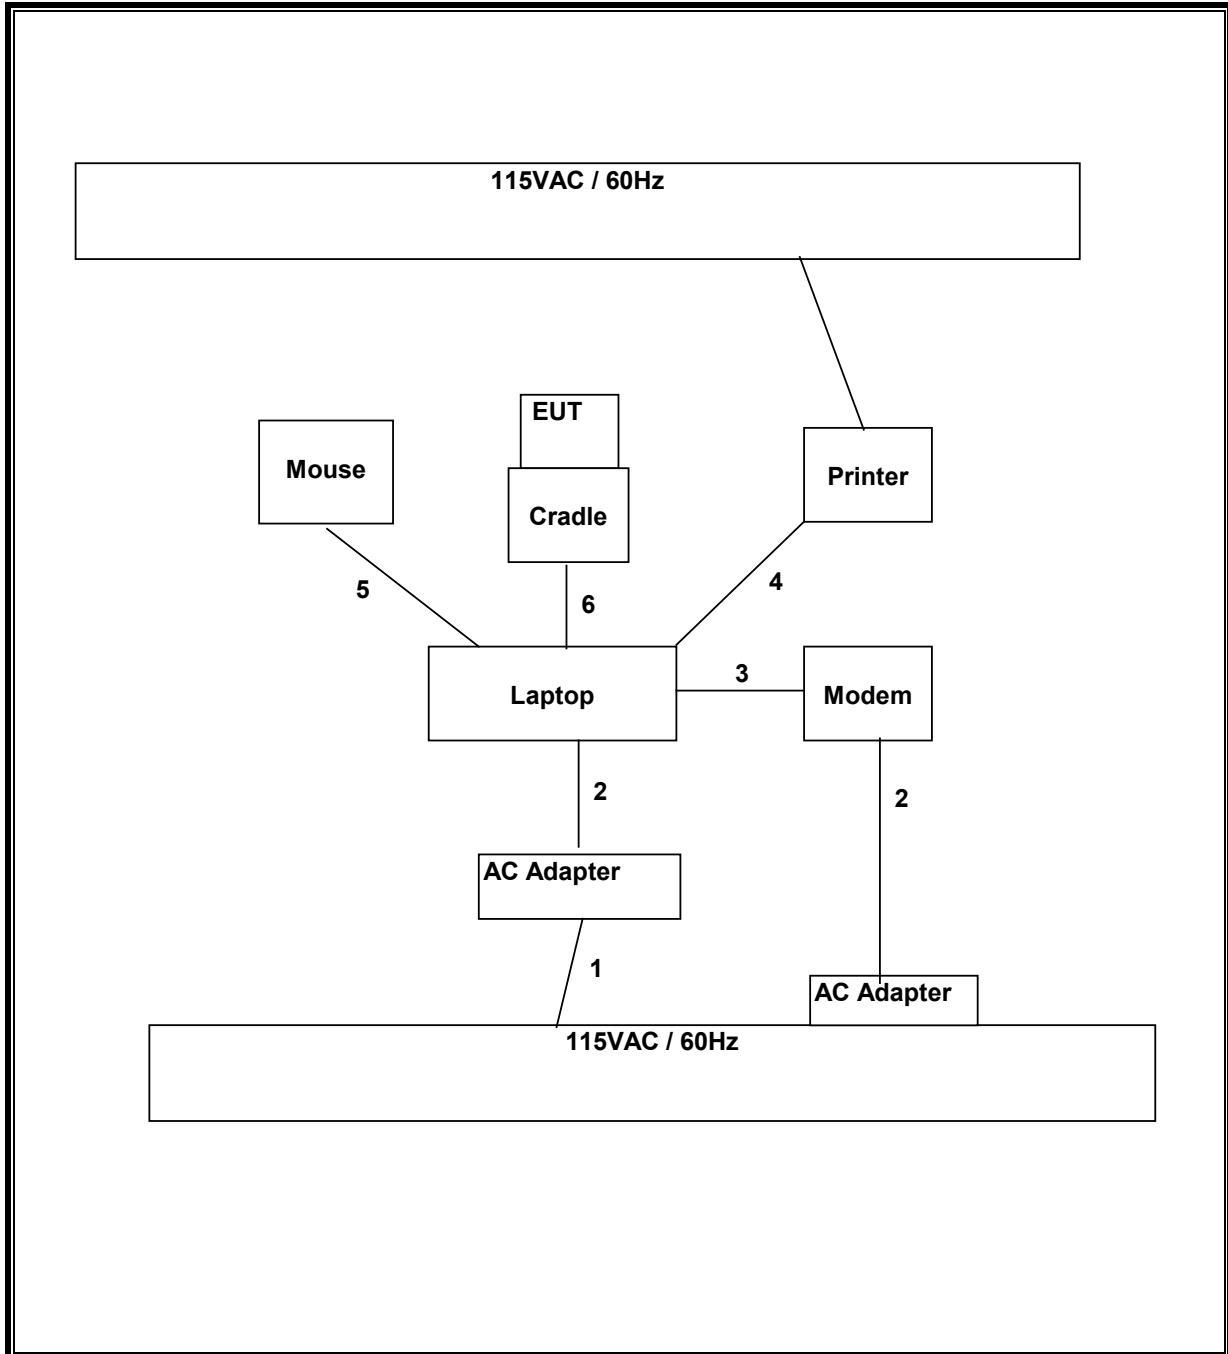 115VAC / 60Hz
EUT
Mouse
Printer
Cradle
5
4
6
3
Laptop
Modem
2
2
AC Adapter
1
AC Adapter
115VAC / 60Hz